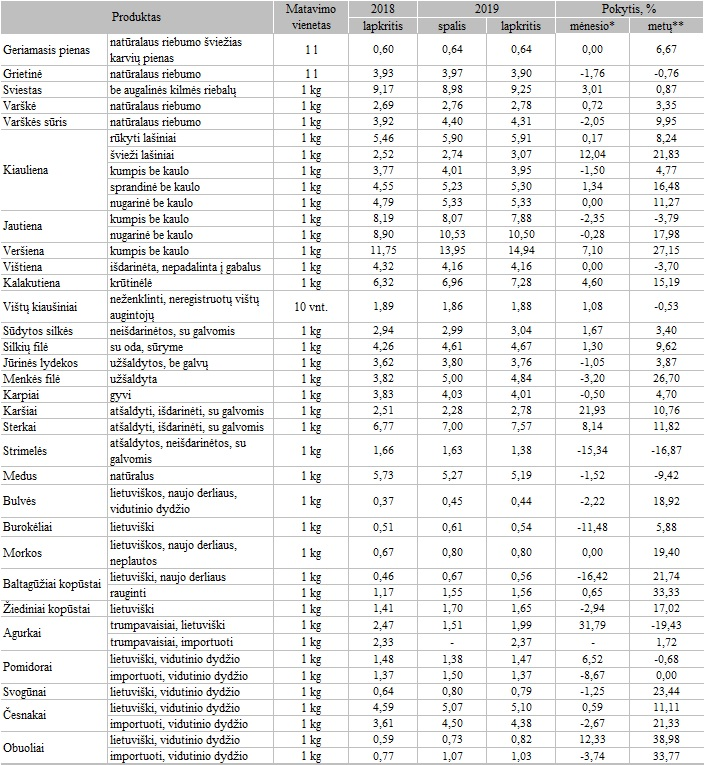 Produktas Matavimo vienetas 2018 2019 Pokytis, %
lapkritis spalis lapkritis mėnesio* metų**
Geriamasis pienas natūralaus riebumo šviežias karvių pienas 1 l 0,60 0,64 0,64 0,00 6,67
Grietinė natūralaus riebumo 1 l 3,93 3,97 3,90 -1,76 -0,76
Sviestas be augalinės kilmės riebalų 1 kg 9,17 8,98 9,25 3,01 0,87
Varškė natūralaus riebumo 1 kg 2,69 2,76 2,78 0,72 3,35
Varškės sūris natūralaus riebumo 1 kg 3,92 4,40 4,31 -2,05 9,95
Kiauliena rūkyti lašiniai 1 kg 5,46 5,90 5,91 0,17 8,24
švieži lašiniai 1 kg 2,52 2,74 3,07 12,04 21,83
kumpis be kaulo 1 kg 3,77 4,01 3,95 -1,50 4,77
sprandinė be kaulo 1 kg 4,55 5,23 5,30 1,34 16,48
nugarinė be kaulo 1 kg 4,79 5,33 5,33 0,00 11,27
Jautiena kumpis be kaulo 1 kg 8,19 8,07 7,88 -2,35 -3,79
nugarinė be kaulo 1 kg 8,90 10,53 10,50 -0,28 17,98
Veršiena kumpis be kaulo 1 kg 11,75 13,95 14,94 7,10 27,15
Vištiena išdarinėta, nepadalinta į gabalus 1 kg 4,32 4,16 4,16 0,00 -3,70
Kalakutiena krūtinėlė 1 kg 6,32 6,96 7,28 4,60 15,19
Vištų kiaušiniai neženklinti, neregistruotų vištų augintojų 10 vnt. 1,89 1,86 1,88 1,08 -0,53
Sūdytos silkės neišdarinėtos, su galvomis 1 kg 2,94 2,99 3,04 1,67 3,40
Silkių filė su oda, sūryme 1 kg 4,26 4,61 4,67 1,30 9,62
Jūrinės lydekos užšaldytos, be galvų 1 kg 3,62 3,80 3,76 -1,05 3,87
Menkės filė užšaldyta 1 kg 3,82 5,00 4,84 -3,20 26,70
Karpiai gyvi 1 kg 3,83 4,03 4,01 -0,50 4,70
Karšiai atšaldyti, išdarinėti, su galvomis 1 kg 2,51 2,28 2,78 21,93 10,76
Sterkai atšaldyti, išdarinėti, su galvomis 1 kg 6,77 7,00 7,57 8,14 11,82
Strimelės atšaldytos, neišdarinėtos, su galvomis 1 kg 1,66 1,63 1,38 -15,34 -16,87
Medus natūralus 1 kg 5,73 5,27 5,19 -1,52 -9,42
Bulvės lietuviškos, naujo derliaus, vidutinio dydžio 1 kg 0,37 0,45 0,44 -2,22 18,92
Burokėliai lietuviški 1 kg 0,51 0,61 0,54 -11,48 5,88
Morkos lietuviškos, naujo derliaus, neplautos 1 kg 0,67 0,80 0,80 0,00 19,40
Baltagūžiai kopūstai lietuviški, naujo derliaus 1 kg 0,46 0,67 0,56 -16,42 21,74
rauginti 1 kg 1,17 1,55 1,56 0,65 33,33
Žiediniai kopūstai lietuviški 1 kg 1,41 1,70 1,65 -2,94 17,02
Agurkai trumpavaisiai, lietuviški 1 kg 2,47 1,51 1,99 31,79 -19,43
trumpavaisiai, importuoti 1 kg 2,33 - 2,37 - 1,72
Pomidorai lietuviški, vidutinio dydžio 1 kg 1,48 1,38 1,47 6,52 -0,68
importuoti, vidutinio dydžio 1 kg 1,37 1,50 1,37 -8,67 0,00
Svogūnai lietuviški, vidutinio dydžio 1 kg 0,64 0,80 0,79 -1,25 23,44
Česnakai lietuviški, vidutinio dydžio 1 kg 4,59 5,07 5,10 0,59 11,11
importuoti, vidutinio dydžio 1 kg 3,61 4,50 4,38 -2,67 21,33
Obuoliai lietuviški, vidutinio dydžio 1 kg 0,59 0,73 0,82 12,33 38,98
importuoti, vidutinio dydžio 1 kg 0,77 1,07 1,03 -3,74 33,77